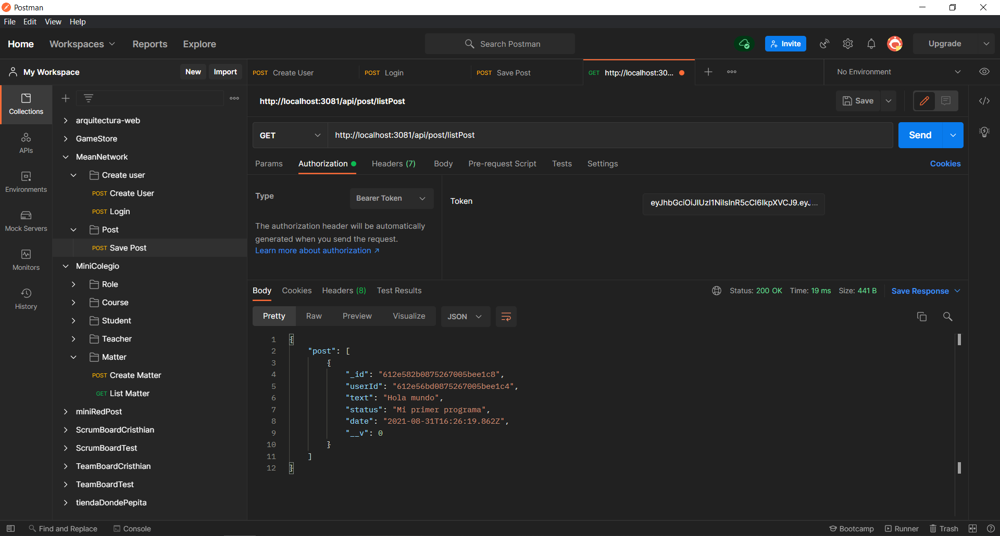 Postman
File Edit View Help
Home Workspaces Reports Explore Search Postman Invite Upgrade
My Workspace New Import POST Create User POST Login POST Save Post GET http://localhost:30... No Environment
Collections
APIs
Environments
Mock Servers
Monitors
History
arquitectura-web
GameStore
MeanNetwork
Create user
POST Create User
POST Login
Post
POST Save Post
MiniColegio
Role
Course
Student
Teacher
Matter
POST Create Matter
GET List Matter
miniRedPost
ScrumBoardCristhian
ScrumBoardTest
TeamBoardCristhian
TeamBoardTest
tiendaDondePepita
http://localhost:3081/api/post/listPost Save
GET http://localhost:3081/api/post/listPost Send
Params Authorization Headers (7) Body Pre-request Script Tests Settings Cookies
Type Bearer Token
The authorization header will be automatically
generated when you send the request.
Learn more about authorization ↗
Token eyJhbGciOiJIUzI1NiIsInR5cCI6IkpXVCJ9.eyJ...
Body Cookies Headers (8) Test Results Status: 200 OK Time: 19 ms Size: 441 B Save Response
Pretty Raw Preview Visualize JSON
1 {
2 "post": [
3 {
4 "_id": "612e582b0875267005bee1c8",
5 "userId": "612e56bd0875267005bee1c4",
6 "text": "Hola mundo",
7 "status": "Mi primer programa",
8 "date": "2021-08-31T16:26:19.862Z",
9 "__v": 0
10 }
11 ]
12 }
Find and Replace Console Bootcamp Runner Trash